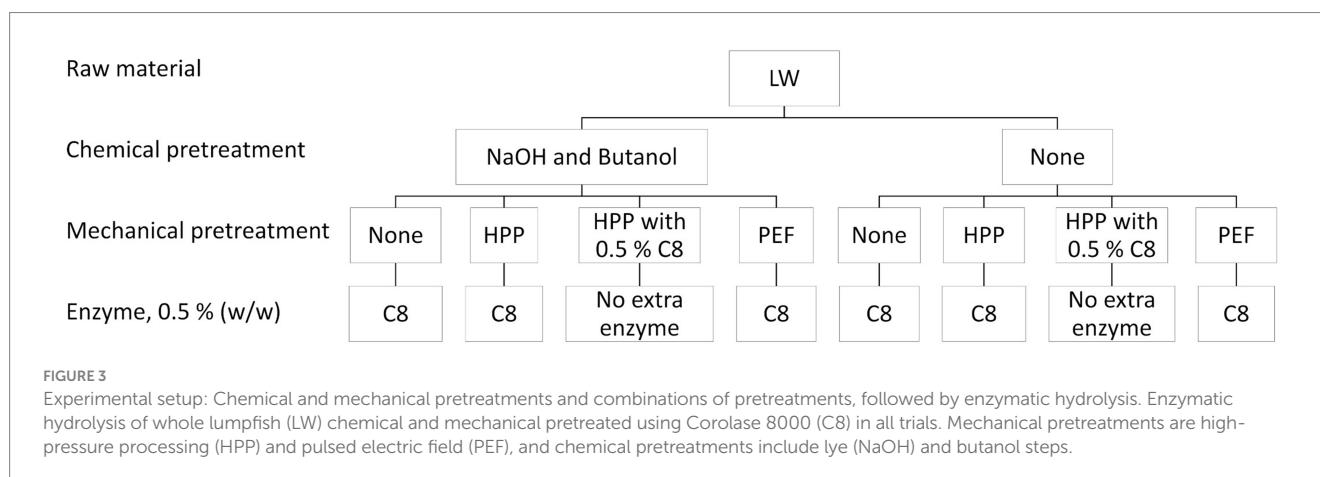 Raw material
LW
Chemical pretreatment
NaOH and Butanol
None
Mechanical pretreatment
None
HPP
HPP with
0.5 % C8
PEF
None
HPP
HPP with
0.5 % C8
PEF
Enzyme, 0.5 % (w/w)
C8
C8
No extra
enzyme
C8
C8
C8
No extra
enzyme
C8
FIGURE 3
Experimental setup: Chemical and mechanical pretreatments and combinations of pretreatments, followed by enzymatic hydrolysis. Enzymatic
hydrolysis of whole lumpfish (LW) chemical and mechanical pretreated using Corolase 8000 (C8) in all trials. Mechanical pretreatments are high-
pressure processing (HPP) and pulsed electric field (PEF), and chemical pretreatments include lye (NaOH) and butanol steps.